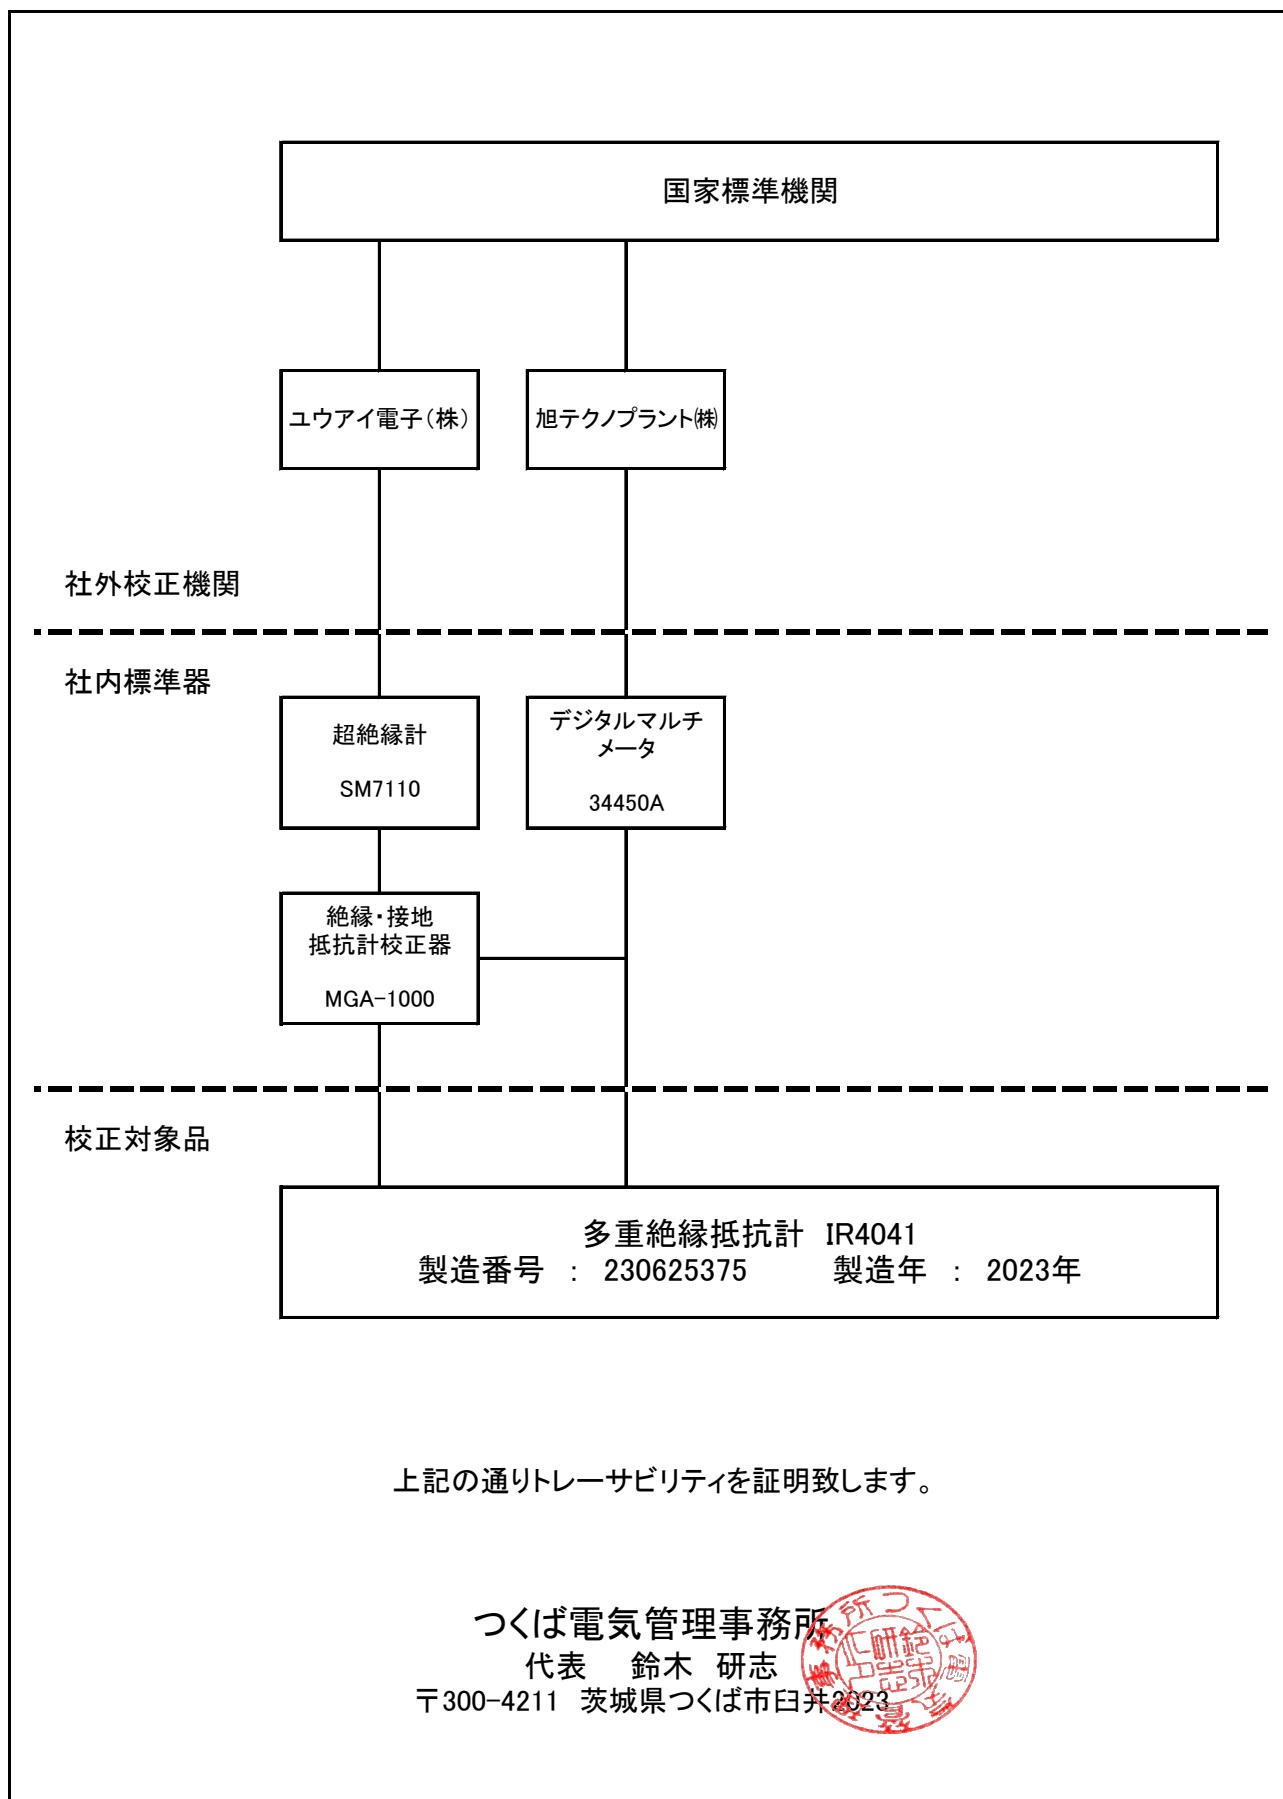 国家標準機関
ユウアイ電子(株)
旭テクノプラント㈱
社外校正機関
社内標準器
超絶縁計
SM7110
デジタルマルチ
メータ
34450A
絶縁・接地
抵抗計校正器
MGA-1000
校正対象品
多重絶縁抵抗計 IR4041
製造番号 : 230625375 製造年 : 2023年
上記の通りトレーサビリティを証明致します。
つくば電気管理事務所
代表 鈴木 研志
〒300-4211 茨城県つくば市臼井2023